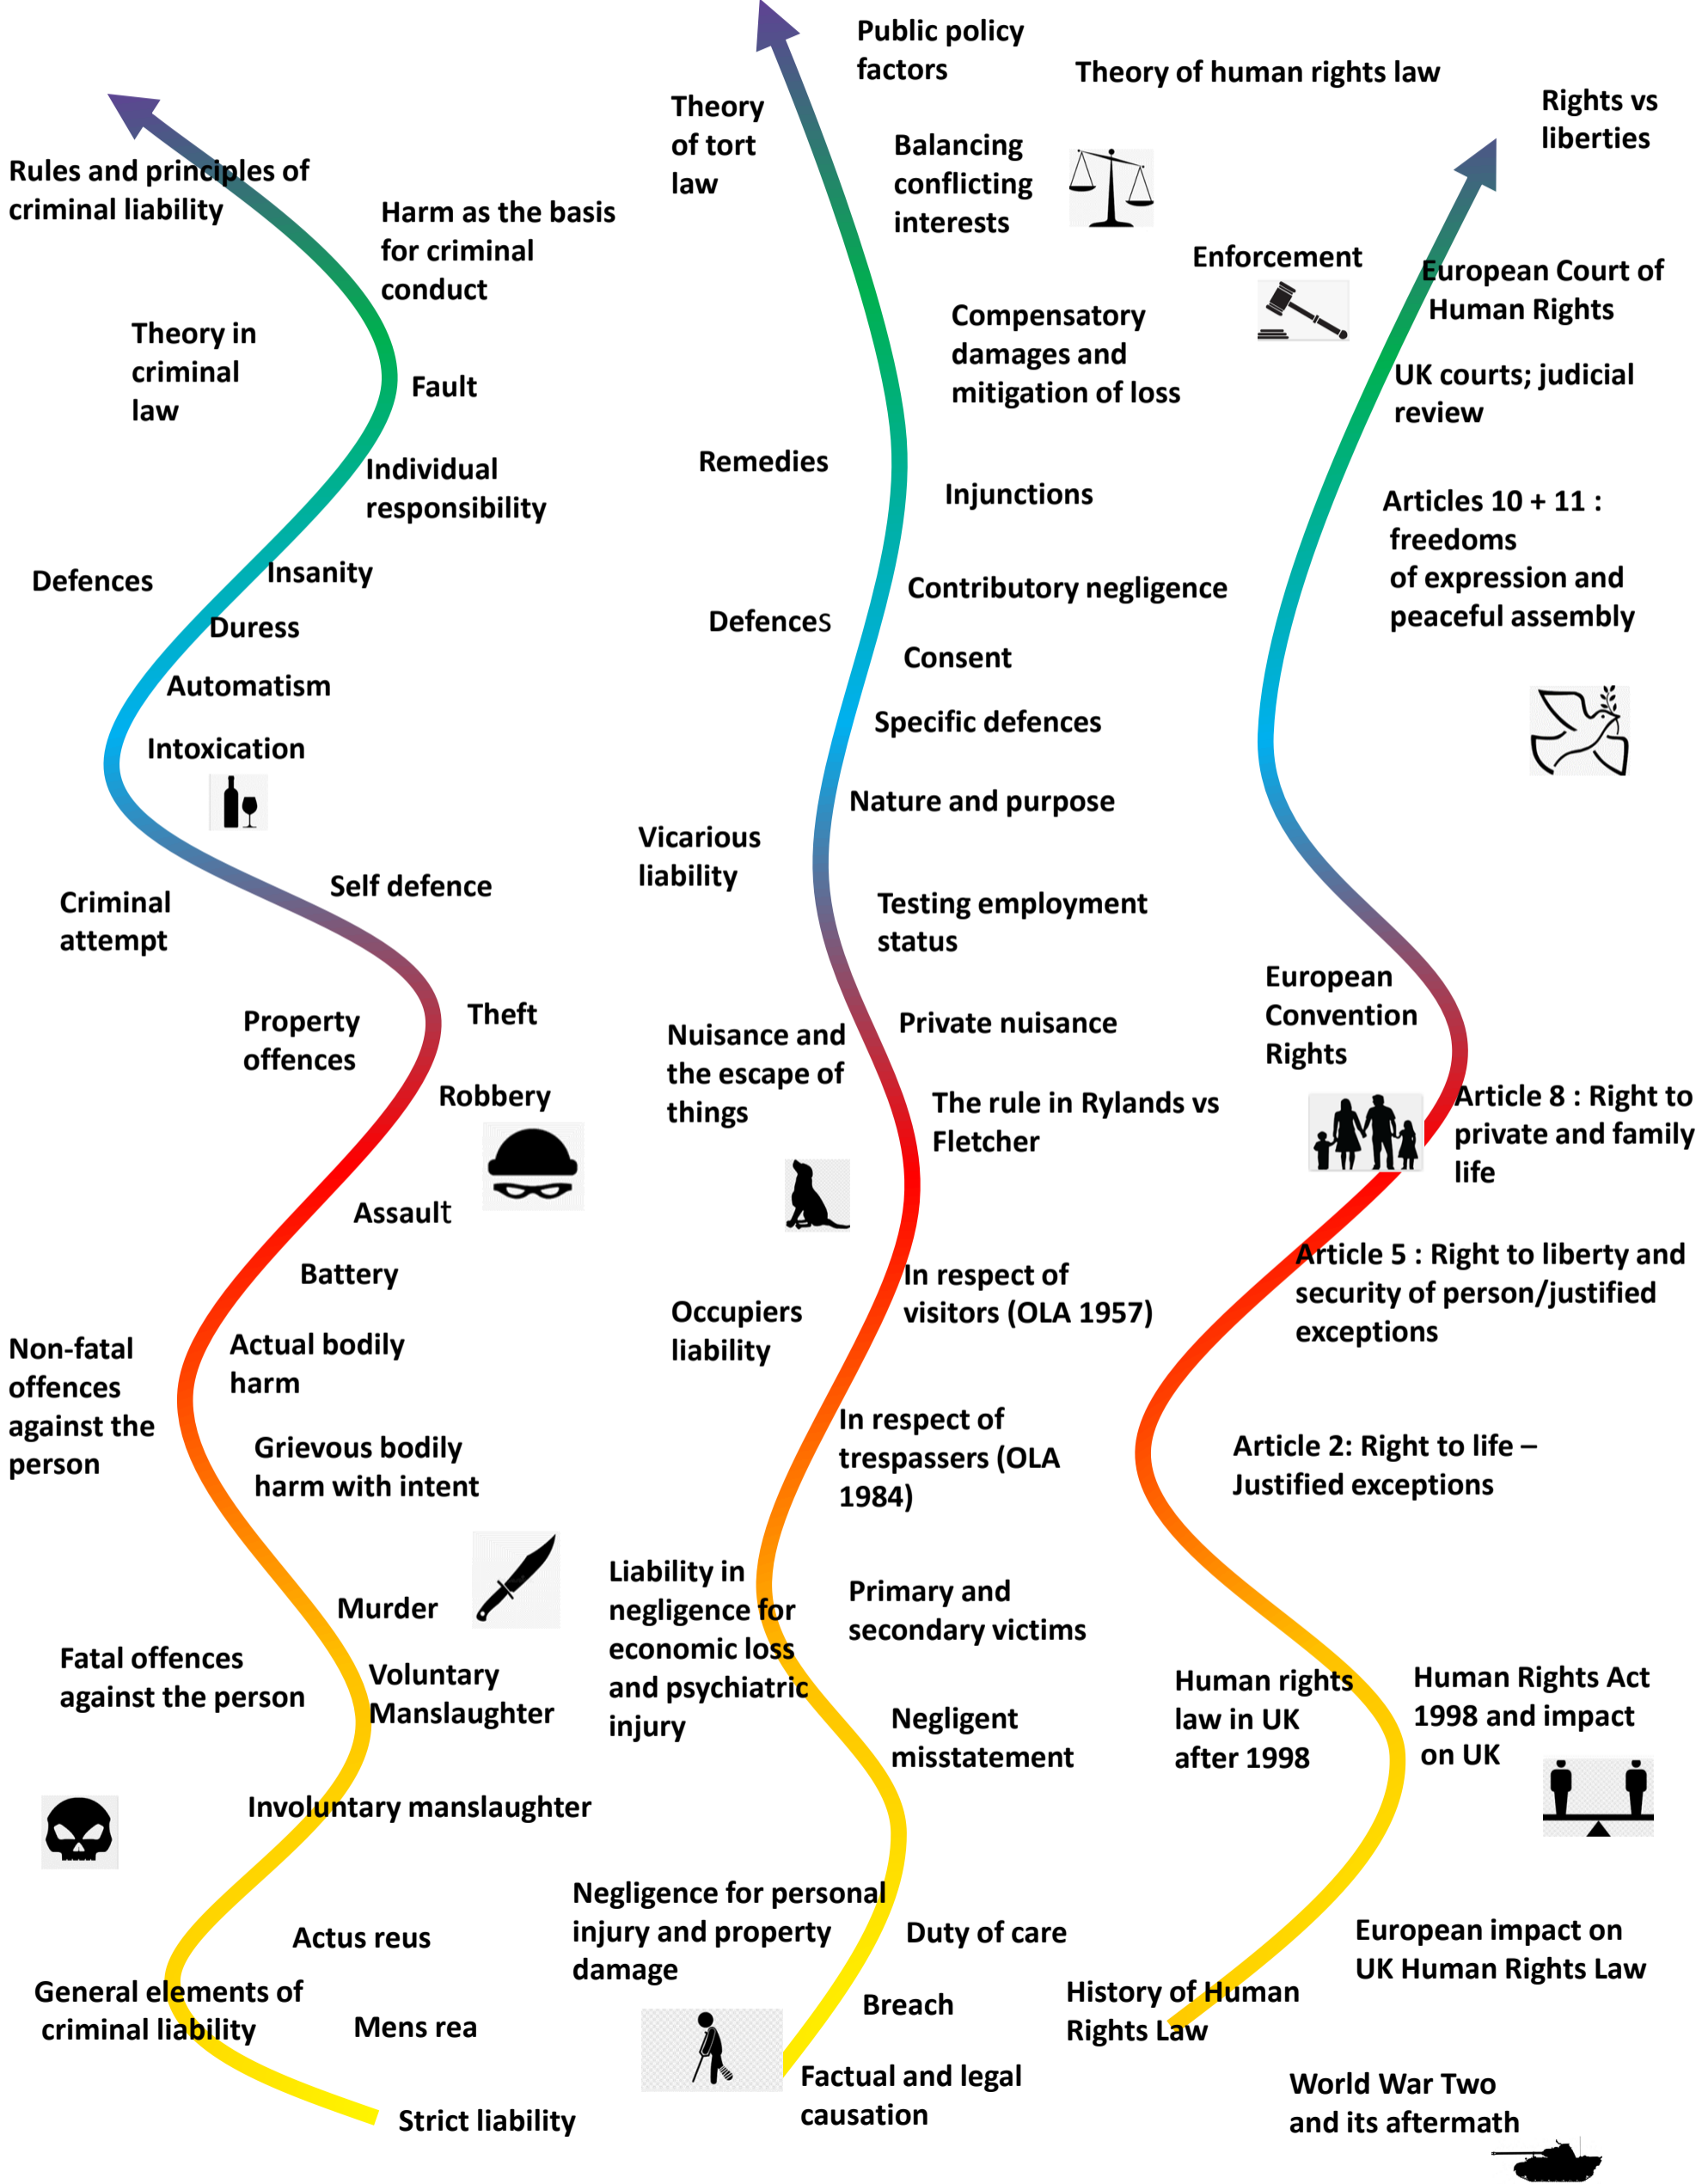 Public policy
factors
Theory of human rights law
Rights vs
liberties
Theory
of tort
law
Balancing
conflicting
interests
Rules and principles of
criminal liability
Harm as the basis
for criminal
conduct
Enforcement
European Court of
Human Rights
Compensatory
damages and
mitigation of loss
Theory in
criminal
law
Fault
UK courts; judicial
review
Individual
responsibility
Remedies
Injunctions
Articles 10 + 11 :
freedoms
of expression and
peaceful assembly
Defences
Insanity
Duress
Automatism
Intoxication
Defences
Contributory negligence
Consent
Specific defences
Nature and purpose
Vicarious
liability
Testing employment
status
Self defence
Criminal
attempt
Property
offences
Theft
Robbery
Nuisance and
the escape of
things
Private nuisance
The rule in Rylands vs
Fletcher
European
Convention
Rights
Article 8 : Right to
private and family
life
Assault
Battery
Actual bodily
harm
Non-fatal
offences
against the
person
Grievous bodily
harm with intent
Occupiers
liability
In respect of
visitors (OLA 1957)
In respect of
trespassers (OLA
1984)
Article 5 : Right to liberty and
security of person/justified
exceptions
Article 2: Right to life –
Justified exceptions
Murder
Fatal offences
against the person
Voluntary
Manslaughter
Involuntary manslaughter
Liability in
negligence for
economic loss
and psychiatric
injury
Primary and
secondary victims
Negligent
misstatement
Human rights
law in UK
after 1998
Human Rights Act
1998 and impact
on UK
Actus reus
General elements of
criminal liability
Mens rea
Strict liability
Negligence for personal
injury and property
damage
Duty of care
Breach
Factual and legal
causation
European impact on
UK Human Rights Law
History of Human
Rights Law
World War Two
and its aftermath